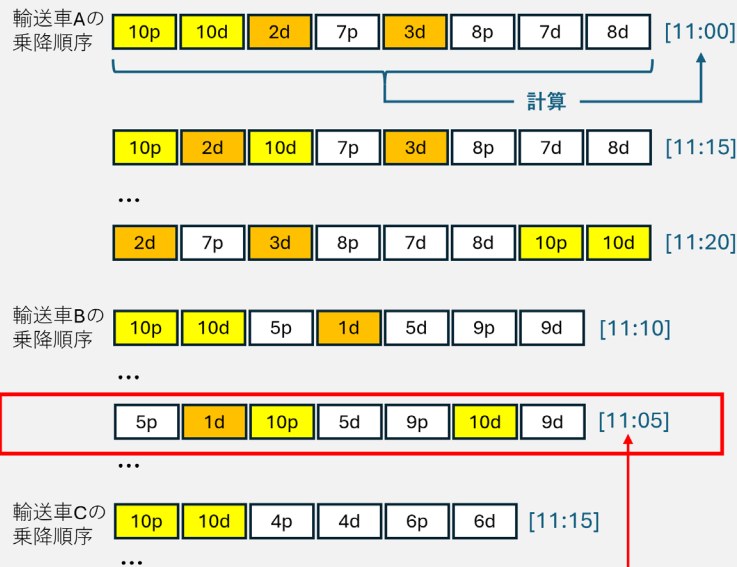 輸送車Aの
乗降順序
10p 10d 2d 7p 3d 8p 7d 8d [11:00]
計算
10p 2d 10d 7p 3d 8p 7d 8d [11:15]
...
2d 7p 3d 8p 7d 8d 10p 10d [11:20]
輸送車Bの
乗降順序
10p 10d 5p 1d 5d 9p 9d [11:10]
...
5p 1d 10p 5d 9p 10d 9d [11:05]
...
輸送車Cの
乗降順序
10p 10d 4p 4d 6p 6d [11:15]
...